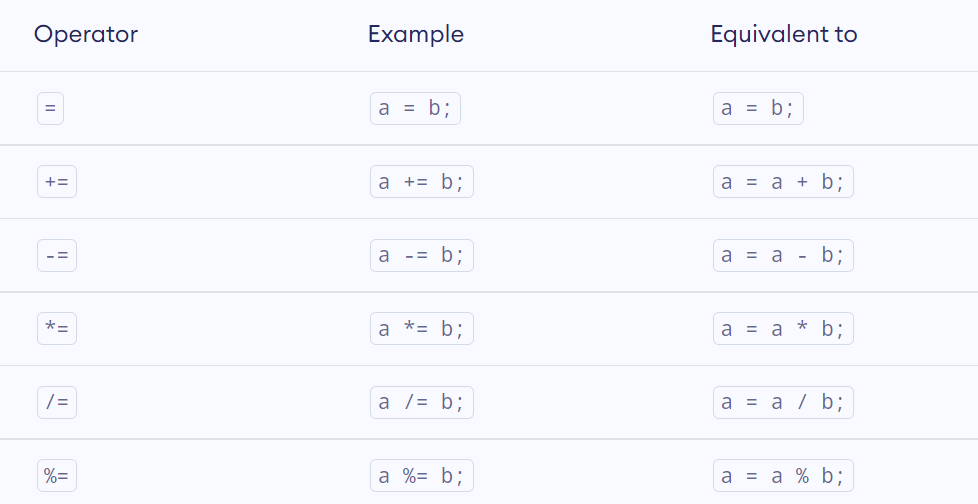 Operator Example Equivalent to
= a = b; a = b;
+= a += b; a = a + b;
-= a -= b; a = a - b;
*= a *= b; a = a * b;
/= a /= b; a = a / b;
%= a %= b; a = a % b;